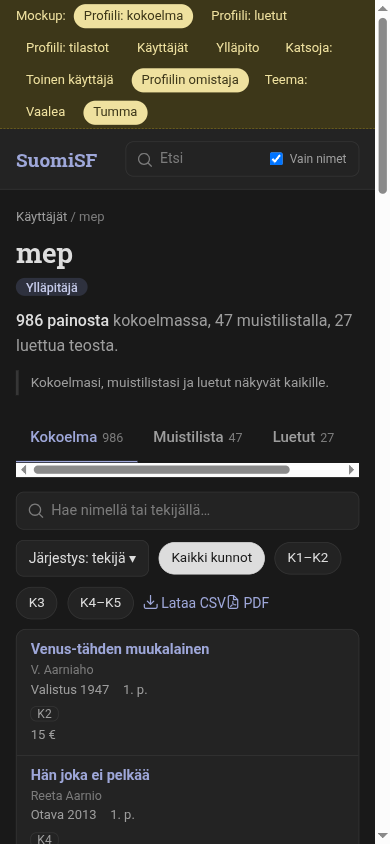 Mockup: Profiili: kokoelma Profiili: luetut
Profiili: tilastot Käyttäjät Ylläpito Katsoja:
Toinen käyttäjä Profiilin omistaja Teema:
Vaalea Tumma
SuomiSF Etsi Vain nimet
Käyttäjät / mep
mep
Ylläpitäjä
986 painosta kokoelmassa, 47 muistilistalla, 27
luettua teosta.
Kokoelmasi, muistilistasi ja luetut näkyvät kaikille.
Kokoelma 986 Muistilista 47 Luetut 27
Hae nimellä tai tekijällä...
Järjestys: tekijä ▾ Kaikki kunnot K1–K2
K3 K4–K5 Lataa CSV PDF
Venus-tähden muukalainen
V. Aarniaho
Valistus 1947 1. p.
K2
15 €
Hän joka ei pelkää
Reeta Aarnio
Otava 2013 1. p.
K4